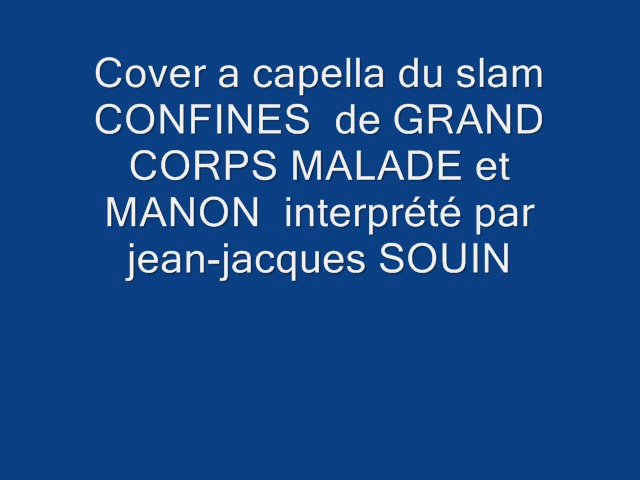 Cover a capella du slam
CONFINES  de GRAND
CORPS MALADE et
MANON  interprété par
jean-jacques SOUIN